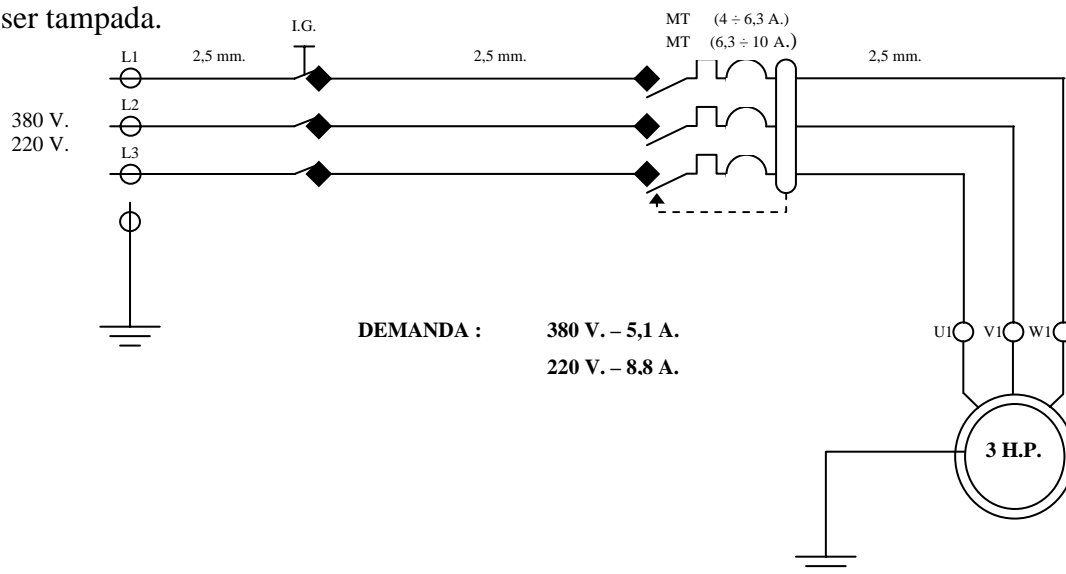 ser tampada.
I.G.
MT (4 ÷ 6,3 A.)
MT (6,3 ÷ 10 A.)
L1
2,5 mm.
2,5 mm.
2,5 mm.
L2
380 V.
220 V.
L3
DEMANDA : 380 V. – 5,1 A.
220 V. – 8,8 A.
U1 V1 W1
3 H.P.